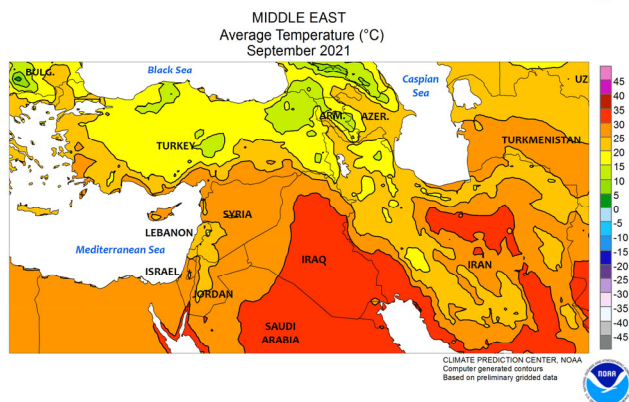 MIDDLE EAST
Average Temperature (°C)
September 2021
BULG.
Black Sea
Caspian
Sea
UZ
ARM.
AZER.
TURKEY
TURKMENISTAN
SYRIA
LEBANON
Mediterranean Sea
ISRAEL
IRAQ
IRAN
JORDAN
SAUDI
ARABIA
45
40
35
30
25
20
15
10
5
0
-5
-10
-15
-20
-25
-30
-35
-40
-45
CLIMATE PREDICTION CENTER, NOAA
Computer generated contours
Based on preliminary gridded data
NOAA